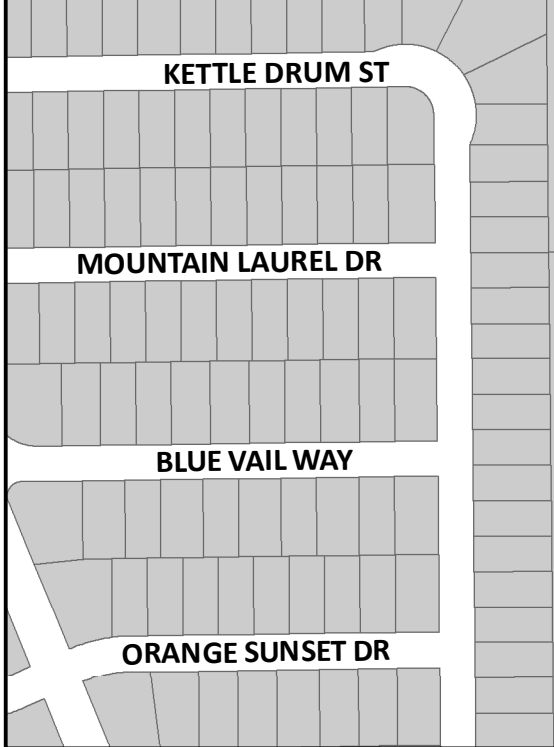 KETTLE DRUM ST
MOUNTAIN LAUREL DR
BLUE VAIL WAY
ORANGE SUNSET DR